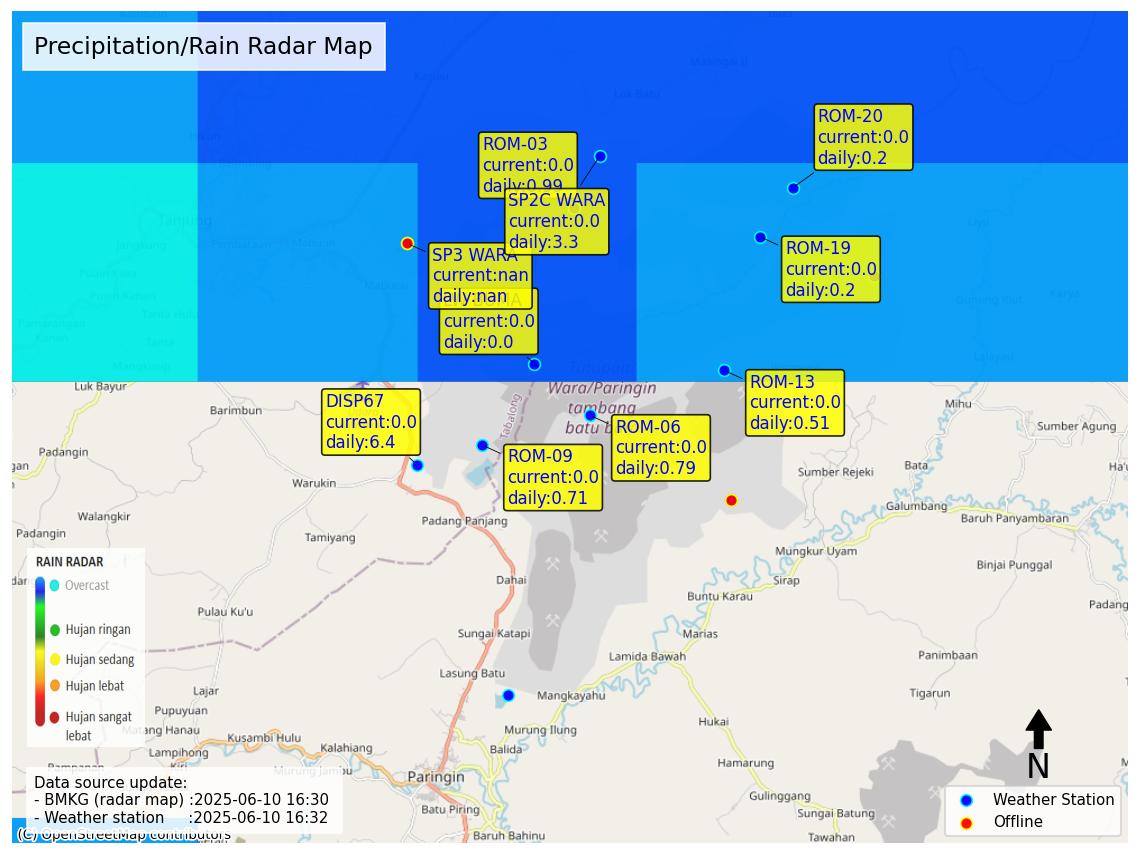 Precipitation/Rain Radar Map
ROM-20
current:0.0
daily:0.2
ROM-03
current:0.0
daily:0.99
SP2C WARA
current:0.0
daily:3.3
ROM-19
current:0.0
daily:0.2
SP3 WARA
current:nan
daily:nan
current:0.0
daily:0.0
ROM-13
current:0.0
daily:0.51
DISP67
current:0.0
daily:6.4
ROM-06
current:0.0
daily:0.79
ROM-09
current:0.0
daily:0.71
Tanjung
Maburai
Luk Batu
Karya
Tutupan
Wara/Paringin
tambang
Tabalong
Luk Bayur
Barimbun
Mihu
Sumber Agung
Warukin
Sumber Rejeki
Bata
Galumbang
Baruh Panyambaran
Walangkir
Padangin
Tamiyang
Padang Panjang
Mungkur Uyam
Binjai Punggal
Dahai
Sirap
Buntu Karau
Pulau Ku'u
Sungai Katapi
Marias
Lamida Bawah
Panimbaan
Lasung Batu
Lajar
Mangkayahu
Tigarun
Pupuyuan
Hukai
Matang Hanau
Kusambi Hulu
Murung Ilung
Lampihong
Kalahiang
Balida
Hamarung
Murung Jambu
Paringin
Gulinggang
Batu Piring
Sungai Batung
Baruh Bahinu
Tawahan
RAIN RADAR
Overcast
Hujan ringan
Hujan sedang
Hujan lebat
Hujan sangat
lebat
Data source update:
- BMKG (radar map) :2025-06-10 16:30
- Weather station :2025-06-10 16:32
(C) OpenStreetMap contributors
N
Weather Station
Offline